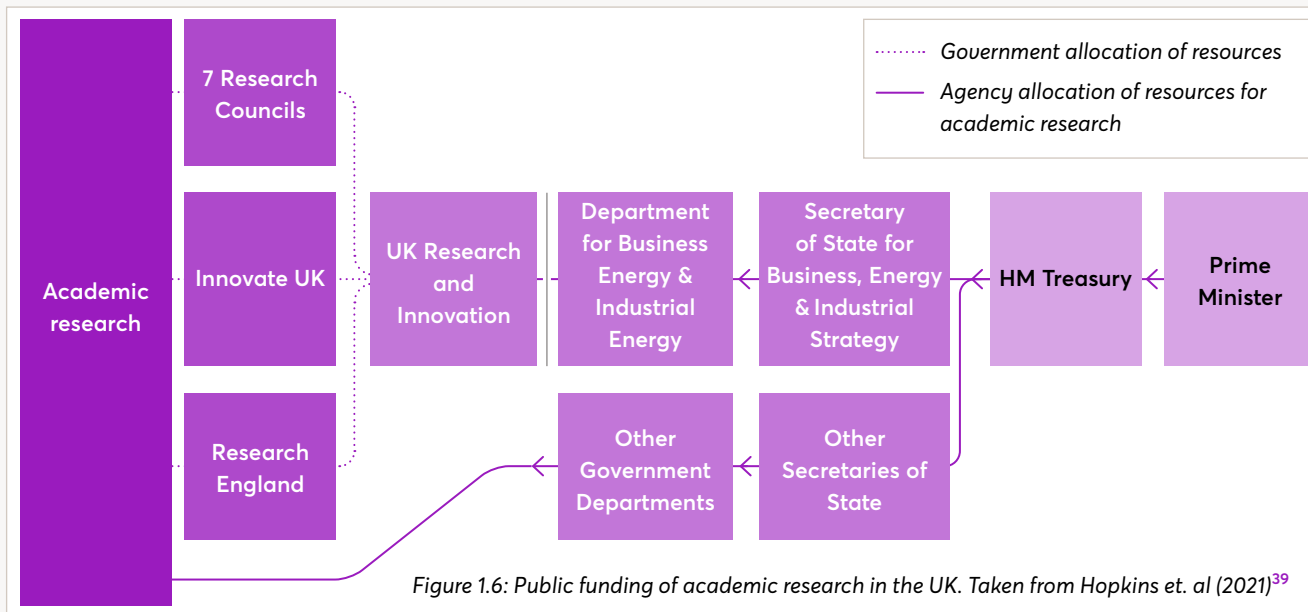 Government allocation of resources
Agency allocation of resources for
academic research
Academic
research
7 Research
Councils
Innovate UK
Research
England
UK Research
and
Innovation
Department
for Business
Energy &
Industrial
Energy
Secretary
of State for
Business, Energy
& Industrial
Strategy
HM Treasury
Prime
Minister
Other
Government
Departments
Other
Secretaries of
State
Figure 1.6: Public funding of academic research in the UK. Taken from Hopkins et. al (2021)39